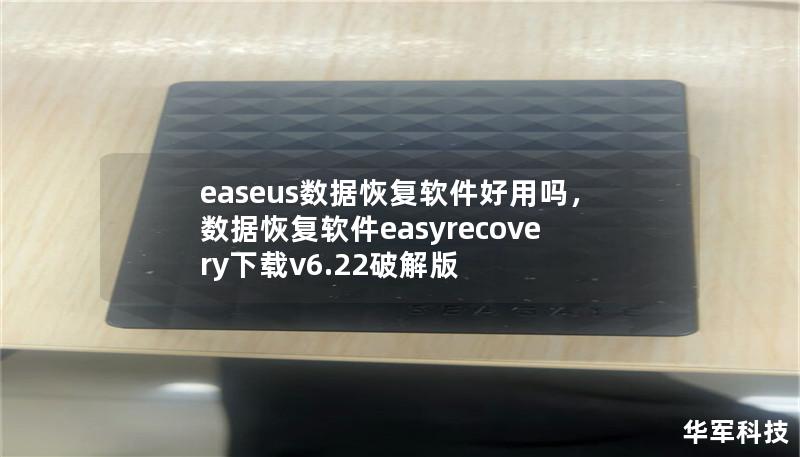 easeus数据恢复软件好用吗，
数据恢复软件easyrecove
ry下载v6.22破解版
SEAGATE
华军科技